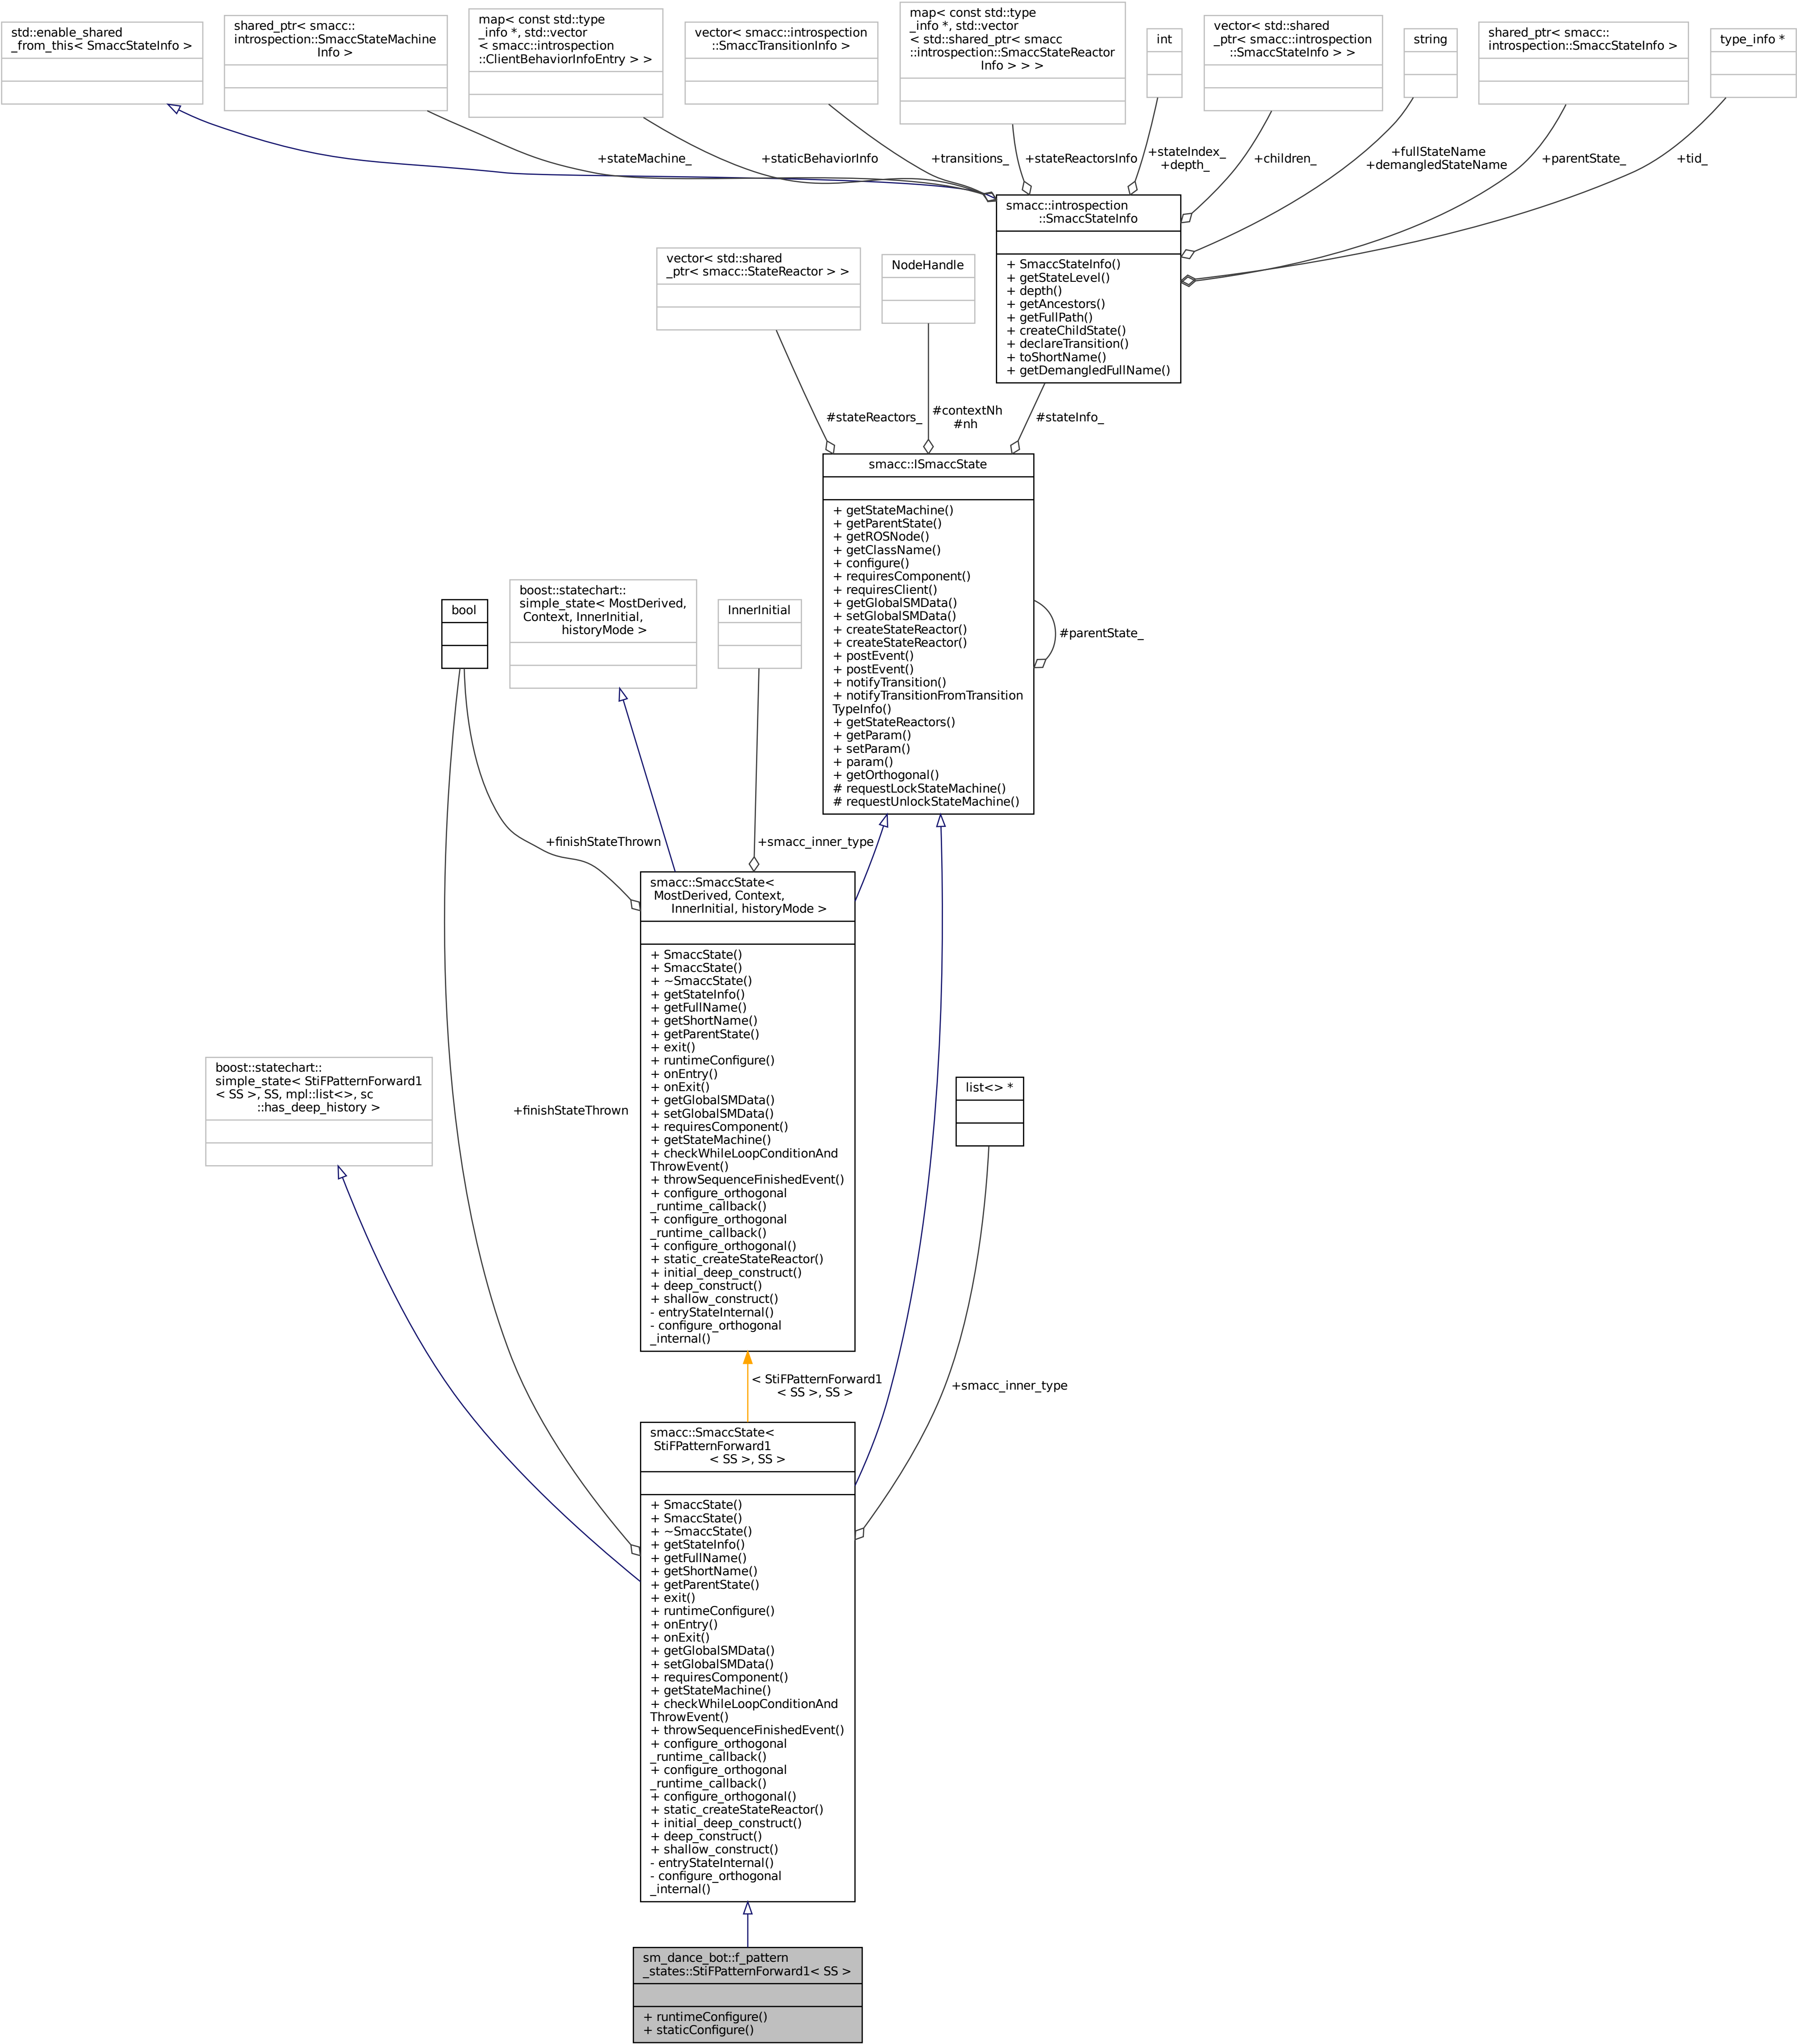 std::enable_shared
_from_this< SmaccStateInfo >
shared_ptr< smacc::
introspection::SmaccStateMachine
Info >
map< const std::type
_info *, std::vector
< smacc::introspection
::ClientBehaviorInfoEntry > >
vector< smacc::introspection
::SmaccTransitionInfo >
map< const std::type
_info *, std::vector
< std::shared_ptr< smacc
::introspection::SmaccStateReactor
Info > > >
int
vector< std::shared
_ptr< smacc::introspection
::SmaccStateInfo > >
string
shared_ptr< smacc::
introspection::SmaccStateInfo >
type_info *
+stateMachine_
+staticBehaviorInfo
+transitions_
+stateReactorsInfo
+stateIndex_
+depth_
+children_
+fullStateName
+demangledStateName
+parentState_
+tid_
smacc::introspection
::SmaccStateInfo
+ SmaccStateInfo()
+ getStateLevel()
+ depth()
+ getAncestors()
+ getFullPath()
+ createChildState()
+ declareTransition()
+ toShortName()
+ getDemangledFullName()
vector< std::shared
_ptr< smacc::StateReactor > >
NodeHandle
#stateReactors_
#contextNh
#nh
#stateInfo_
smacc::ISmaccState
+ getStateMachine()
+ getParentState()
+ getROSNode()
+ getClassName()
+ configure()
+ requiresComponent()
+ requiresClient()
+ getGlobalSMData()
+ setGlobalSMData()
+ createStateReactor()
+ createStateReactor()
+ postEvent()
+ postEvent()
+ notifyTransition()
+ notifyTransitionFromTransition
TypeInfo()
+ getStateReactors()
+ getParam()
+ setParam()
+ param()
+ getOrthogonal()
# requestLockStateMachine()
# requestUnlockStateMachine()
#parentState_
bool
boost::statechart::
simple_state< MostDerived,
Context, InnerInitial,
historyMode >
InnerInitial
+finishStateThrown
+smacc_inner_type
smacc::SmaccState<
MostDerived, Context,
InnerInitial, historyMode >
+ SmaccState()
+ SmaccState()
+ ~SmaccState()
+ getStateInfo()
+ getFullName()
+ getShortName()
+ getParentState()
+ exit()
+ runtimeConfigure()
+ onEntry()
+ onExit()
+ getGlobalSMData()
+ setGlobalSMData()
+ requiresComponent()
+ getStateMachine()
+ checkWhileLoopConditionAnd
ThrowEvent()
+ throwSequenceFinishedEvent()
+ configure_orthogonal
_runtime_callback()
+ configure_orthogonal
_runtime_callback()
+ configure_orthogonal()
+ static_createStateReactor()
+ initial_deep_construct()
+ deep_construct()
+ shallow_construct()
- entryStateInternal()
- configure_orthogonal
_internal()
boost::statechart::
simple_state< StiFPatternForward1
< SS >, SS, mpl::list<>, sc
::has_deep_history >
+finishStateThrown
list<> *
< StiFPatternForward1
< SS >, SS >
+smacc_inner_type
smacc::SmaccState<
StiFPatternForward1
< SS >, SS >
+ SmaccState()
+ SmaccState()
+ ~SmaccState()
+ getStateInfo()
+ getFullName()
+ getShortName()
+ getParentState()
+ exit()
+ runtimeConfigure()
+ onEntry()
+ onExit()
+ getGlobalSMData()
+ setGlobalSMData()
+ requiresComponent()
+ getStateMachine()
+ checkWhileLoopConditionAnd
ThrowEvent()
+ throwSequenceFinishedEvent()
+ configure_orthogonal
_runtime_callback()
+ configure_orthogonal
_runtime_callback()
+ configure_orthogonal()
+ static_createStateReactor()
+ initial_deep_construct()
+ deep_construct()
+ shallow_construct()
- entryStateInternal()
- configure_orthogonal
_internal()
sm_dance_bot::f_pattern
_states::StiFPatternForward1< SS >
+ runtimeConfigure()
+ staticConfigure()